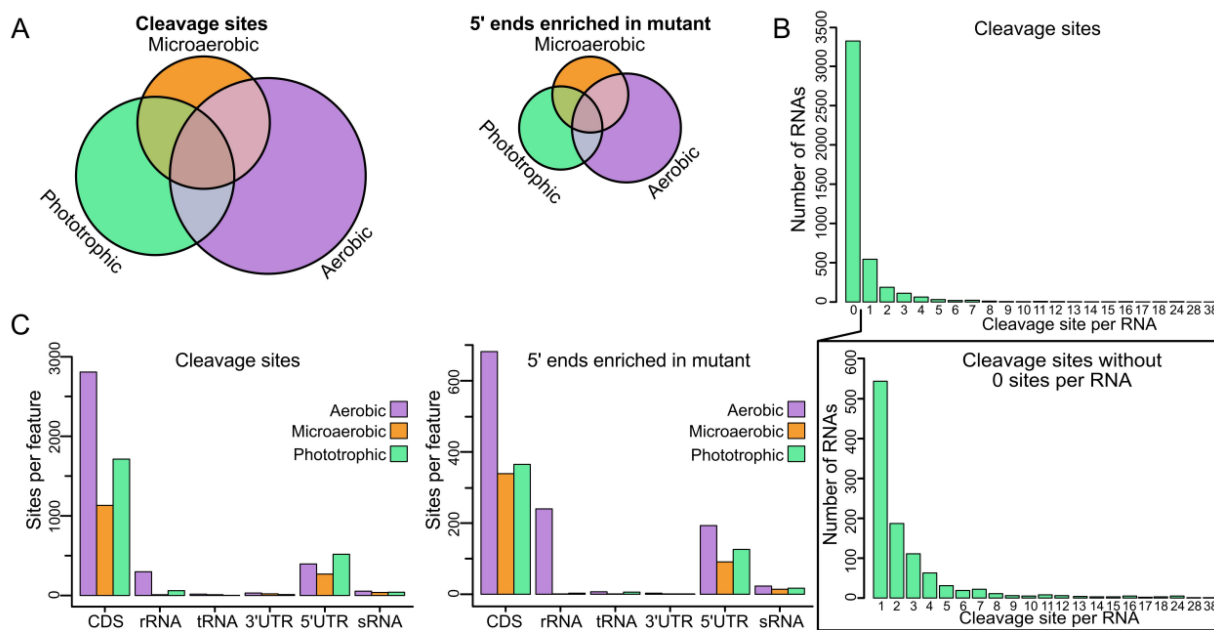 A
Cleavage sites
Microaerobic
Phototrophic
Aerobic
5' ends enriched in mutant
Microaerobic
Phototrophic
Aerobic
B
Cleavage sites
Number of RNAs
3500
3000
2500
2000
1500
1000
500
0
0 1 2 3 4 5 6 7 8 9 10 11 12 13 14 15 16 17 18 24 28 38
Cleavage site per RNA
Cleavage sites without
0 sites per RNA
Number of RNAs
600
500
400
300
200
100
0
1 2 3 4 5 6 7 8 9 10 11 12 13 14 15 16 17 18 24 28 38
Cleavage site per RNA
C
Cleavage sites
Sites per feature
3000
2000
1000
0
Aerobic
Microaerobic
Phototrophic
CDS rRNA tRNA 3'UTR 5'UTR sRNA
5' ends enriched in mutant
Sites per feature
600
400
200
0
Aerobic
Microaerobic
Phototrophic
CDS rRNA tRNA 3'UTR 5'UTR sRNA